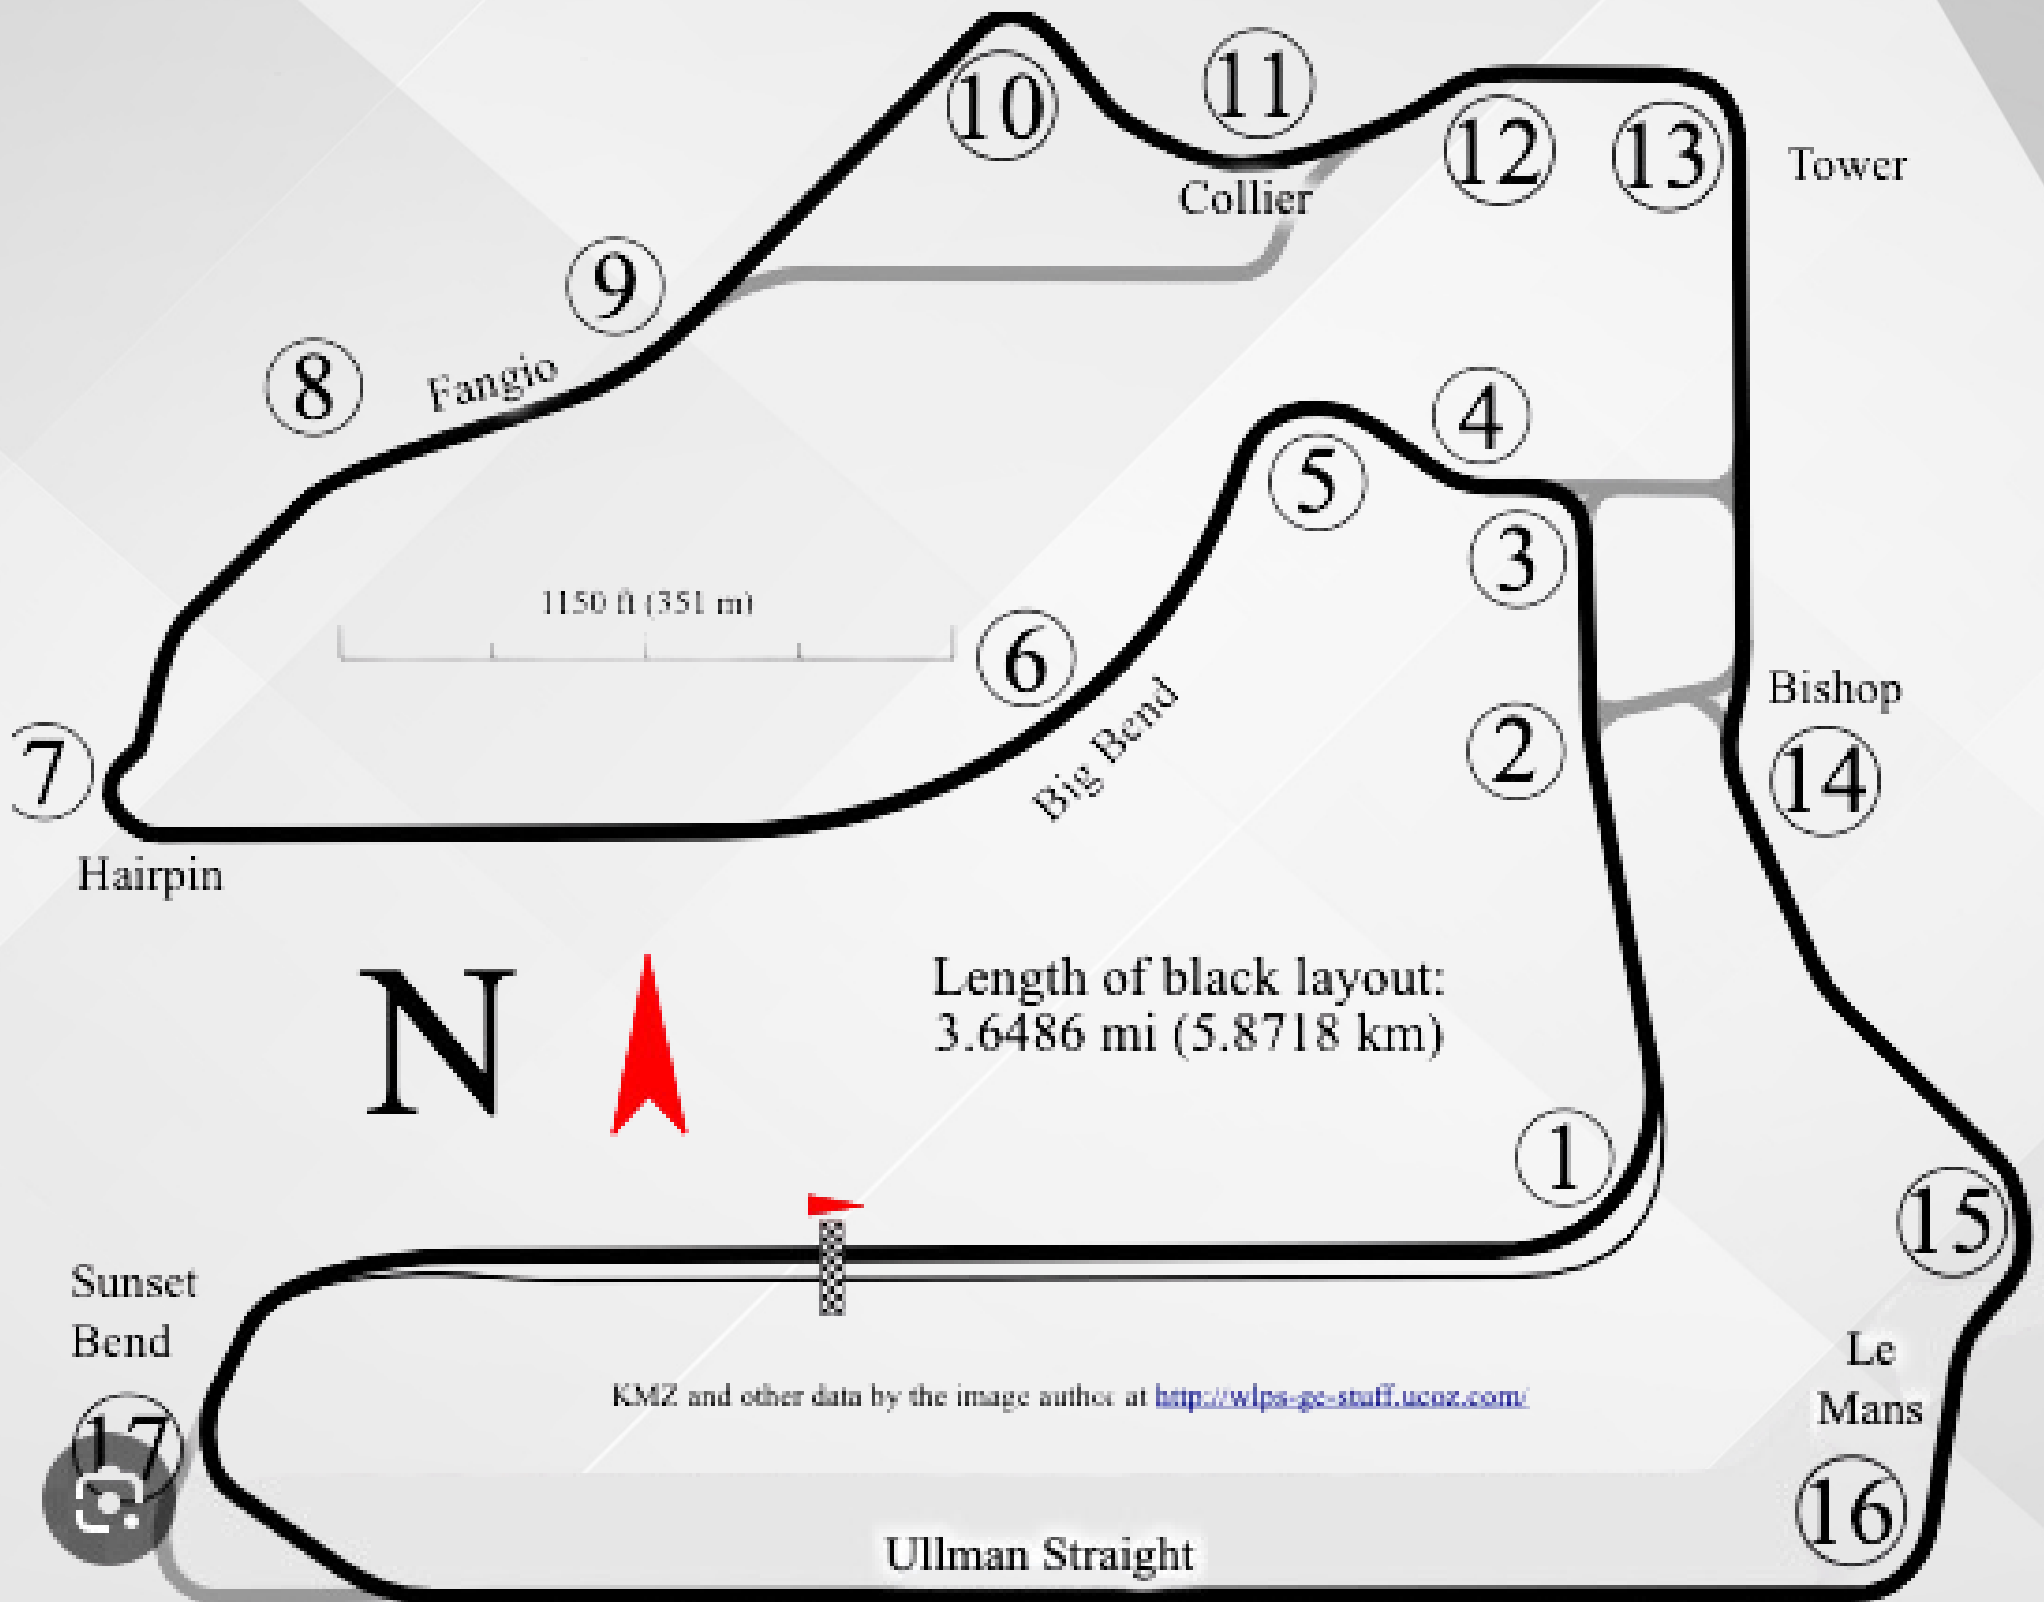 10
11
12
13
Tower
Collier
9
8
Fangio
4
5
3
1150 ft (351 m)
6
Big Bend
2
Bishop
14
7
Hairpin
N
Length of black layout:
3.6486 mi (5.8718 km)
1
15
Sunset
Bend
Le
Mans
KMZ and other data by the image author at http://wlps-ge-stuff.ucoz.com/
17
16
Ullman Straight